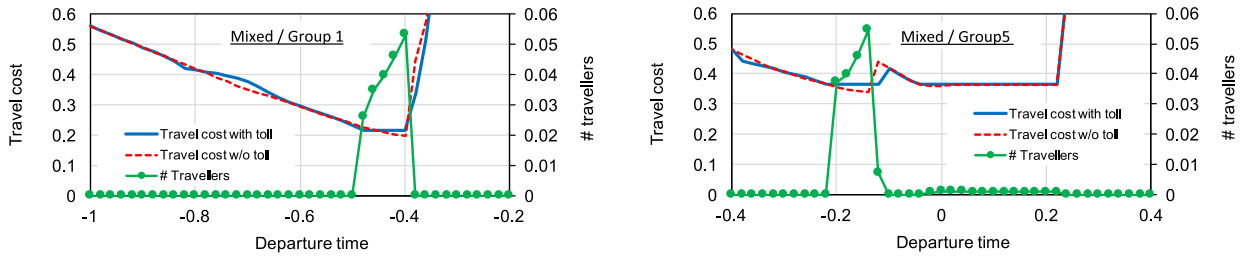 0.6
0.5
0.4
0.3
0.2
0.1
0
Travel cost
Mixed / Group 1
Travel cost with toll
Travel cost w/o toll
# Travellers
0.06
0.05
0.04
0.03
0.02
0.01
0
# travellers
-1
-0.8
-0.6
-0.4
-0.2
Departure time
0.6
0.5
0.4
0.3
0.2
0.1
0
Travel cost
Mixed / Group5
Travel cost with toll
Travel cost w/o toll
# Travellers
0.06
0.05
0.04
0.03
0.02
0.01
0
# travellers
-0.4
-0.2
0
0.2
0.4
Departure time